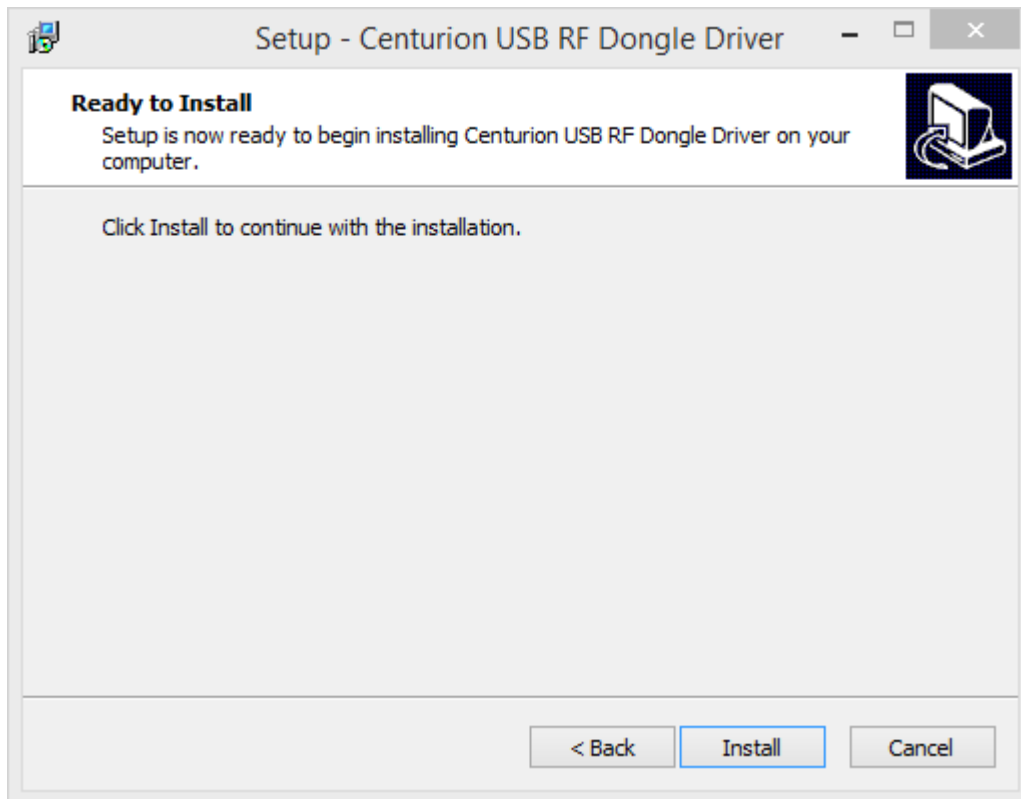 Setup - Centurion USB RF Dongle Driver
Ready to Install
Setup is now ready to begin installing Centurion USB RF Dongle Driver on your
computer.
Click Install to continue with the installation.
< Back Install Cancel